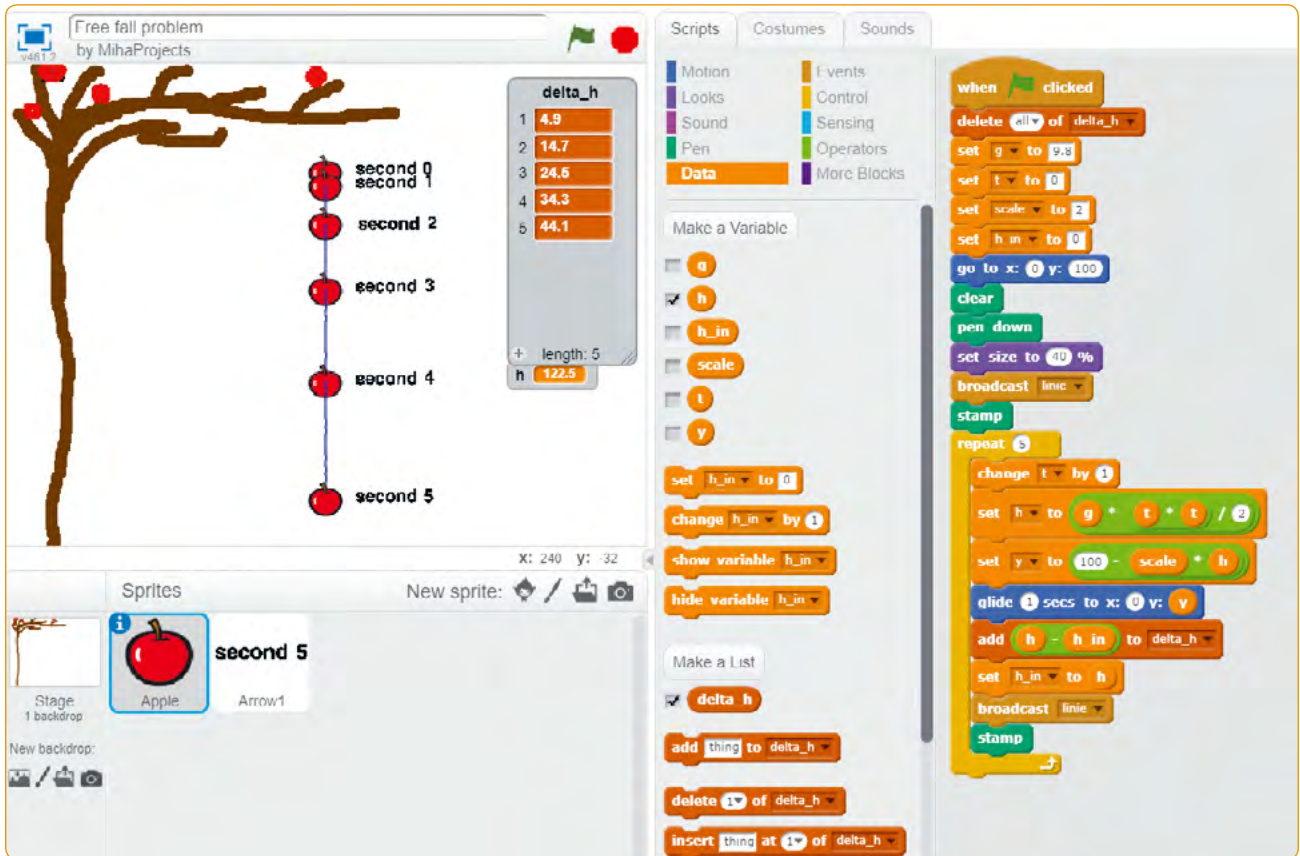 Free fall problem
by MihaProjects
v461.2
delta_h
1 4.9
2 14.7
3 24.5
4 34.3
5 44.1
+ length: 5
h 122.5
second 0
second 1
second 2
second 3
second 4
second 5
x: 240 y: -32
Sprites
New sprite:
Stage
1 backdrop
New backdrop:
Apple
second 5
Arrow1
Scripts
Costumes
Sounds
Motion
Looks
Sound
Pen
Data
Events
Control
Sensing
Operators
More Blocks
Make a Variable
g
h
h_in
scale
t
y
set h_in to 0
change h_in by 1
show variable h_in
hide variable h_in
Make a List
delta_h
add thing to delta_h
delete 1 of delta_h
insert thing at 1 of delta_h
when clicked
delete all of delta_h
set g to 9.8
set t to 0
set scale to 2
set h_in to 0
go to x: 0 y: 100
clear
pen down
set size to 40 %
broadcast linie
stamp
repeat 5
change t by 1
set h to g * t * t / 2
set y to 100 - scale * h
glide 1 secs to x: 0 y: y
add h - h_in to delta_h
set h_in to h
broadcast linie
stamp